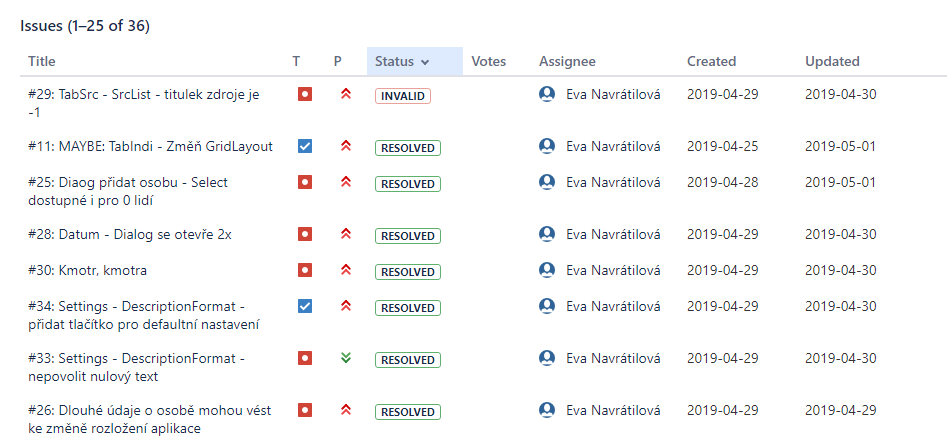 Issues (1–25 of 36)
Title T P Status Votes Assignee Created Updated
#29: TabSrc - SrcList - titulek zdroje je INVALID Eva Navrátilová 2019-04-29 2019-04-30
-1
#11: MAYBE: TabIndi - Změň GridLayout RESOLVED Eva Navrátilová 2019-04-25 2019-05-01
#25: Diaog přidat osobu - Select RESOLVED Eva Navrátilová 2019-04-28 2019-05-01
dostupné i pro 0 lidí
#28: Datum - Dialog se otevře 2x RESOLVED Eva Navrátilová 2019-04-29 2019-04-30
#30: Kmotr, kmotra RESOLVED Eva Navrátilová 2019-04-29 2019-04-30
#34: Settings - DescriptionFormat - RESOLVED Eva Navrátilová 2019-04-29 2019-04-30
přidat tlačítko pro defaultní nastavení
#33: Settings - DescriptionFormat - RESOLVED Eva Navrátilová 2019-04-29 2019-04-30
nepovolit nulový text
#26: Dlouhé údaje o osobě mohou vést RESOLVED Eva Navrátilová 2019-04-29 2019-04-29
ke změně rozložení aplikace